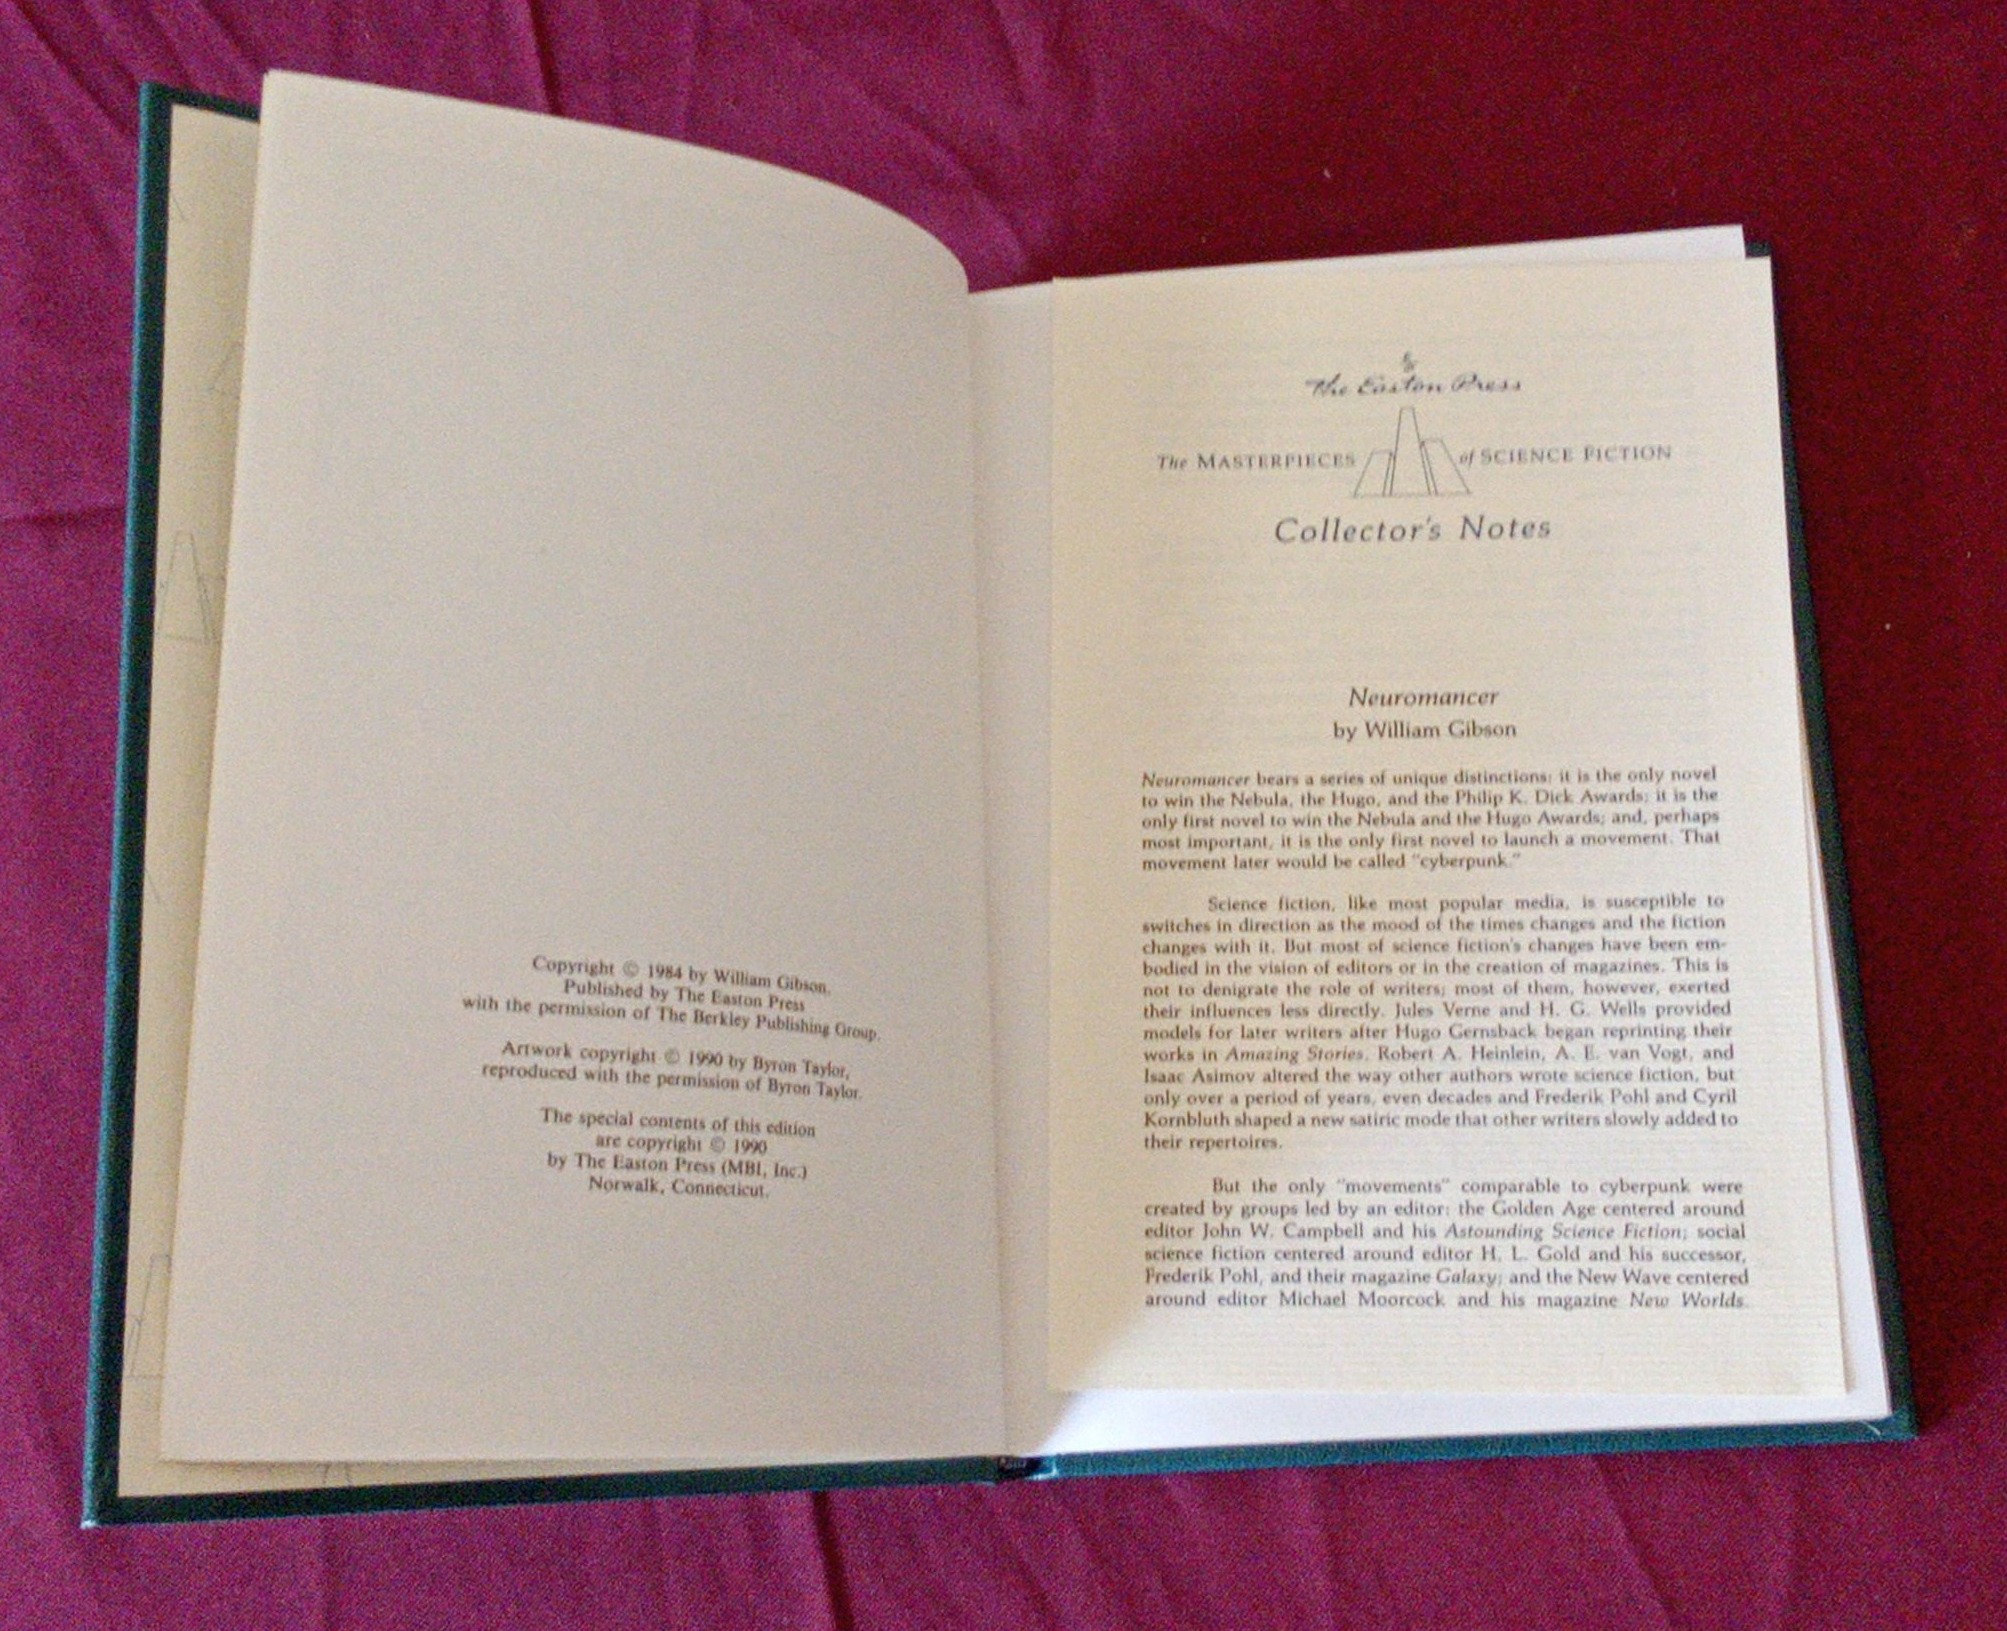 Copyright © 1984 by William Gibson.
Published by The Easton Press
with the permission of The Berkley Publishing Group.
Artwork copyright © 1990 by Byron Taylor,
reproduced with the permission of Byron Taylor.
The special contents of this edition
are copyright © 1990
by The Easton Press (MBI, Inc.)
Norwalk, Connecticut.
The Easton Press
The MASTERPIECES of SCIENCE FICTION
Collector's Notes
Neuromancer
by William Gibson
Neuromancer bears a series of unique distinctions; it is the only novel
to win the Nebula, the Hugo, and the Philip K. Dick Awards; it is the
only first novel to win the Nebula and the Hugo Awards; and, perhaps
most important, it is the only first novel to launch a movement. That
movement later would be called "cyberpunk."
Science fiction, like most popular media, is susceptible to
switches in direction as the mood of the times changes and the fiction
changes with it. But most of science fiction's changes have been em-
bodied in the vision of editors or in the creation of magazines. This is
not to denigrate the role of writers; most of them, however, exerted
their influences less directly. Jules Verne and H. G. Wells provided
models for later writers after Hugo Gernsback began reprinting their
works in Amazing Stories. Robert A. Heinlein, A. E. van Vogt, and
Isaac Asimov altered the way other authors wrote science fiction, but
only over a period of years, even decades and Frederik Pohl and Cyril
Kornbluth shaped a new satiric mode that other writers slowly added to
their repertoires.
But the only "movements" comparable to cyberpunk were
created by groups led by an editor: the Golden Age centered around
editor John W. Campbell and his Astounding Science Fiction; social
science fiction centered around editor H. L. Gold and his successor,
Frederik Pohl, and their magazine Galaxy; and the New Wave centered
around editor Michael Moorcock and his magazine New Worlds.